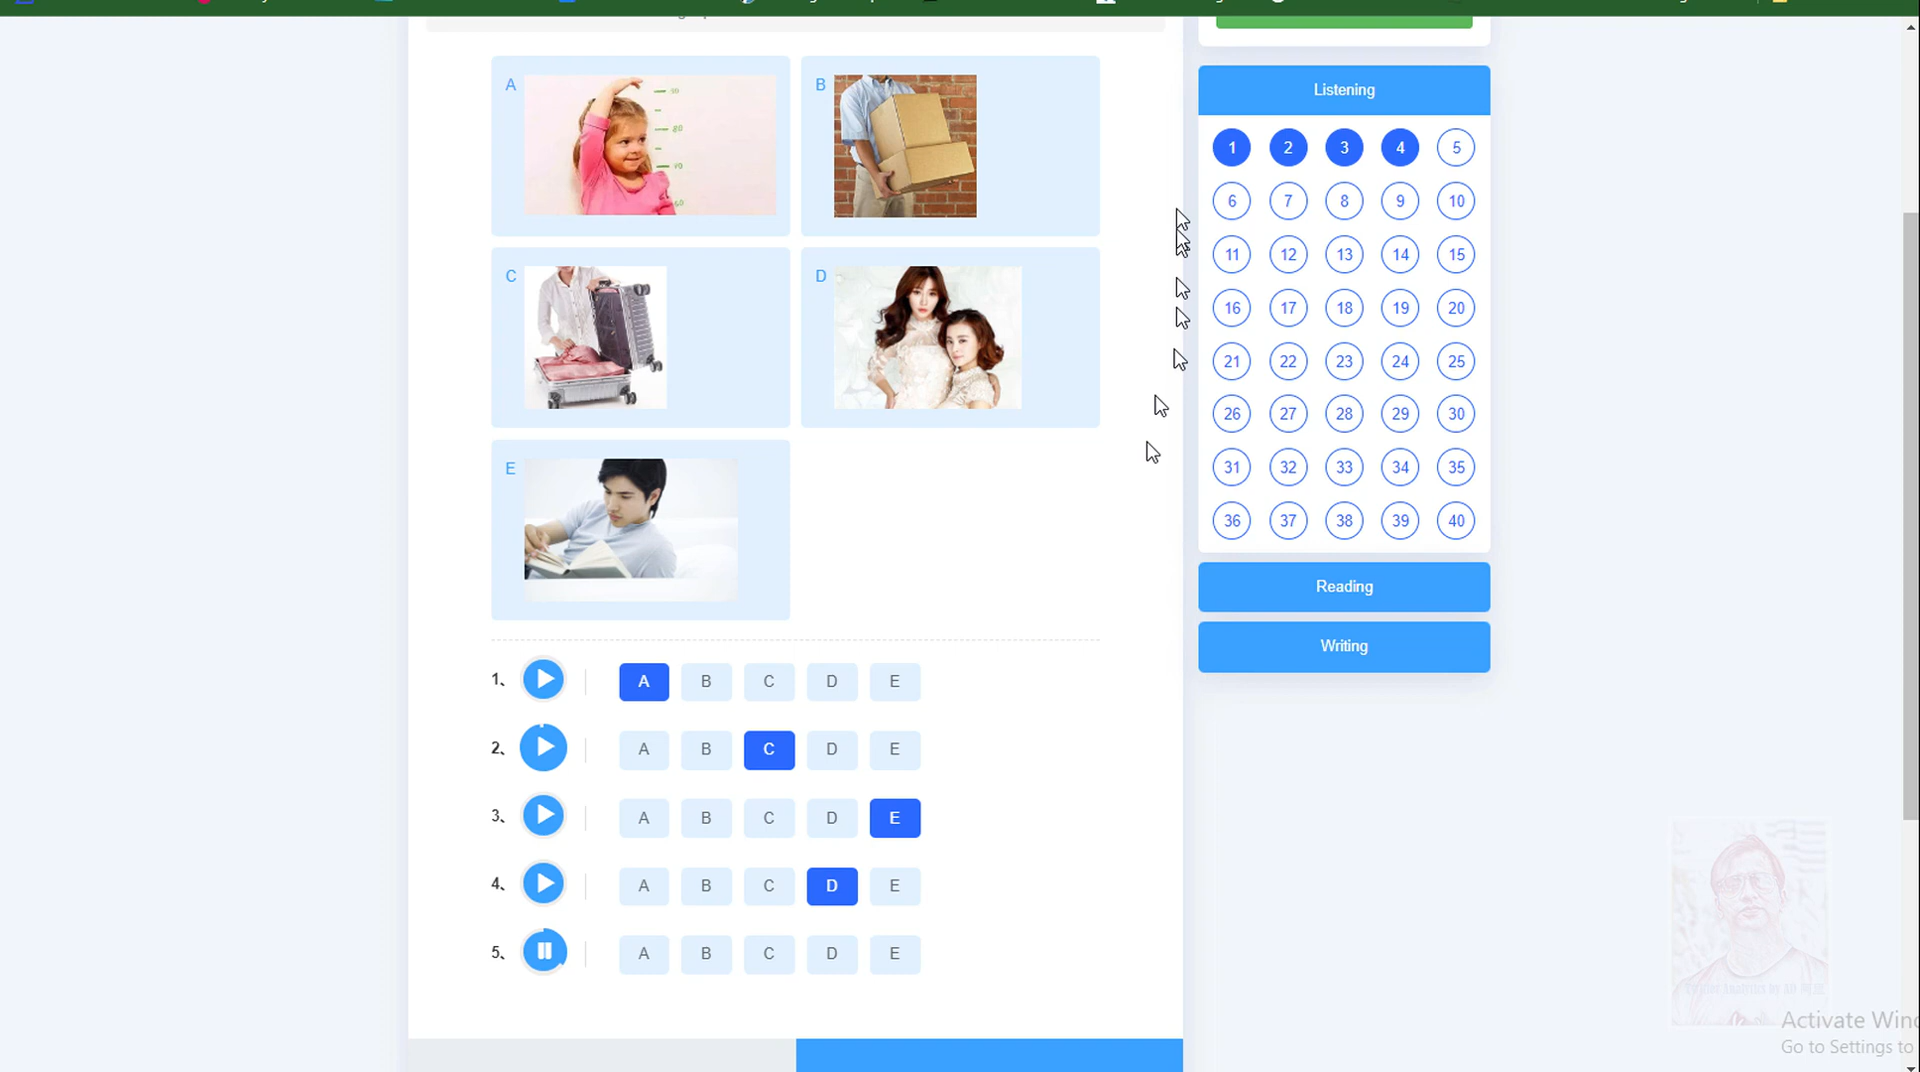 Listening
A
B
1 2 3 4 5
6 7 8 9 10
11 12 13 14 15
C
D
16 17 18 19 20
21 22 23 24 25
26 27 28 29 30
E
31 32 33 34 35
36 37 38 39 40
Reading
Writing
1、 A B C D E
2、 A B C D E
3、 A B C D E
4、 A B C D E
5、 A B C D E
Activate Wind
Go to Settings to